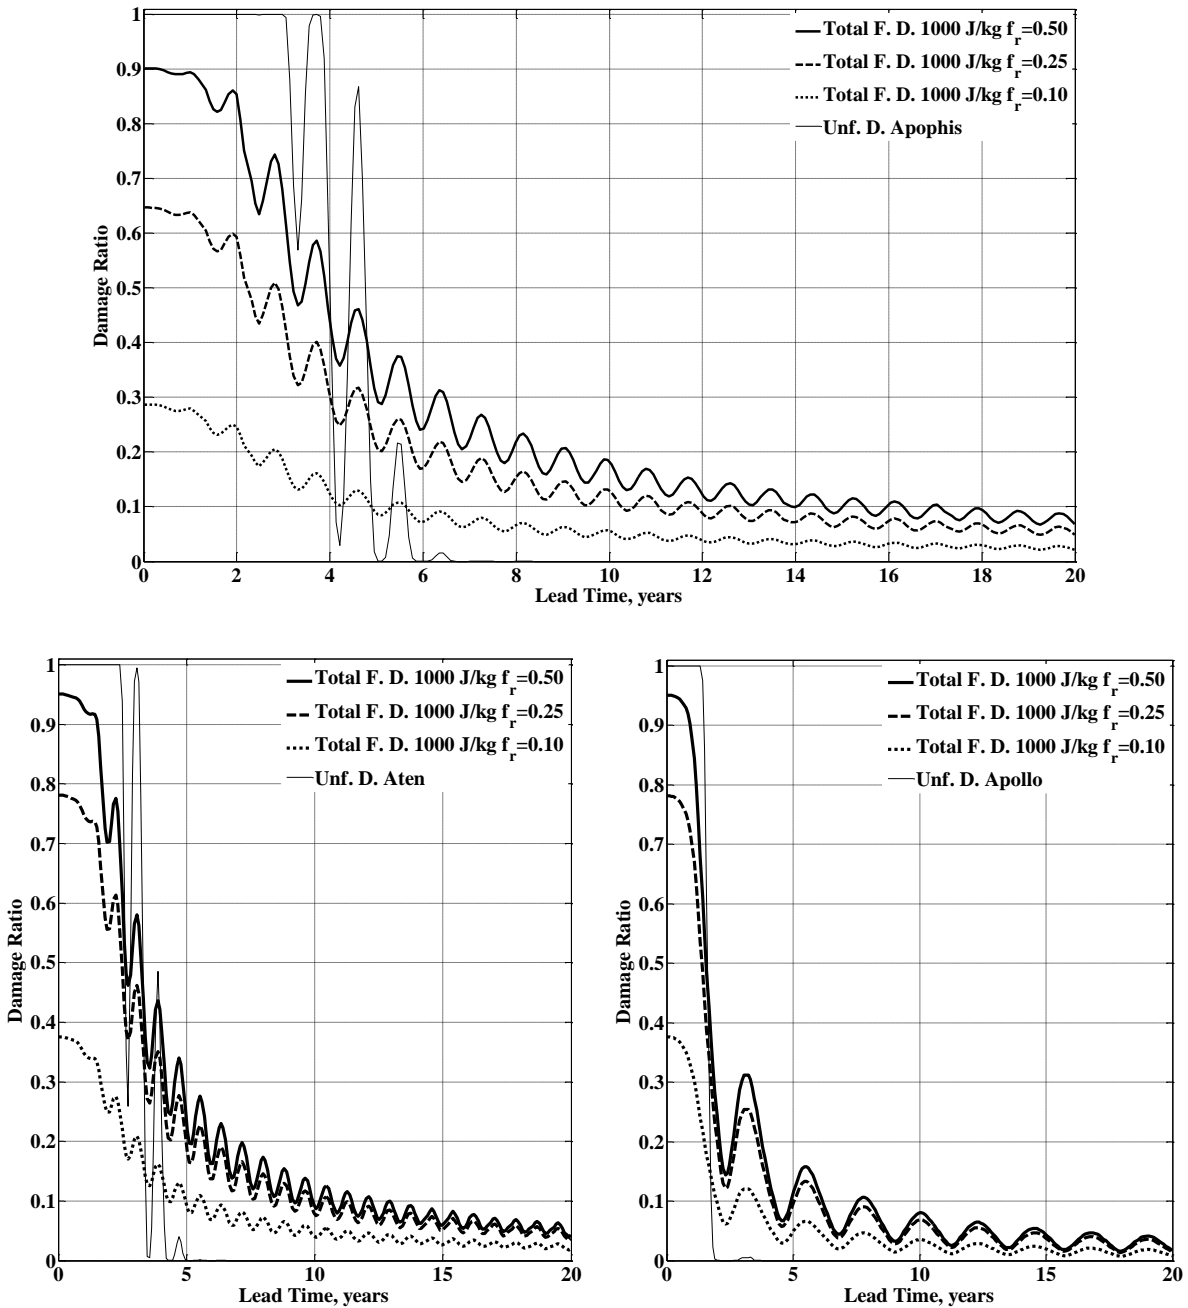 1
0.9
0.8
0.7
0.6
0.5
0.4
0.3
0.2
0.1
0
Damage Ratio
Total F. D. 1000 J/kg f_r=0.50
Total F. D. 1000 J/kg f_r=0.25
Total F. D. 1000 J/kg f_r=0.10
Unf. D. Apophis
0 2 4 6 8 10 12 14 16 18 20
Lead Time, years
1
0.9
0.8
0.7
0.6
0.5
0.4
0.3
0.2
0.1
0
Damage Ratio
Total F. D. 1000 J/kg f_r=0.50
Total F. D. 1000 J/kg f_r=0.25
Total F. D. 1000 J/kg f_r=0.10
Unf. D. Aten
0 5 10 15 20
Lead Time, years
1
0.9
0.8
0.7
0.6
0.5
0.4
0.3
0.2
0.1
0
Damage Ratio
Total F. D. 1000 J/kg f_r=0.50
Total F. D. 1000 J/kg f_r=0.25
Total F. D. 1000 J/kg f_r=0.10
Unf. D. Apollo
0 5 10 15 20
Lead Time, years